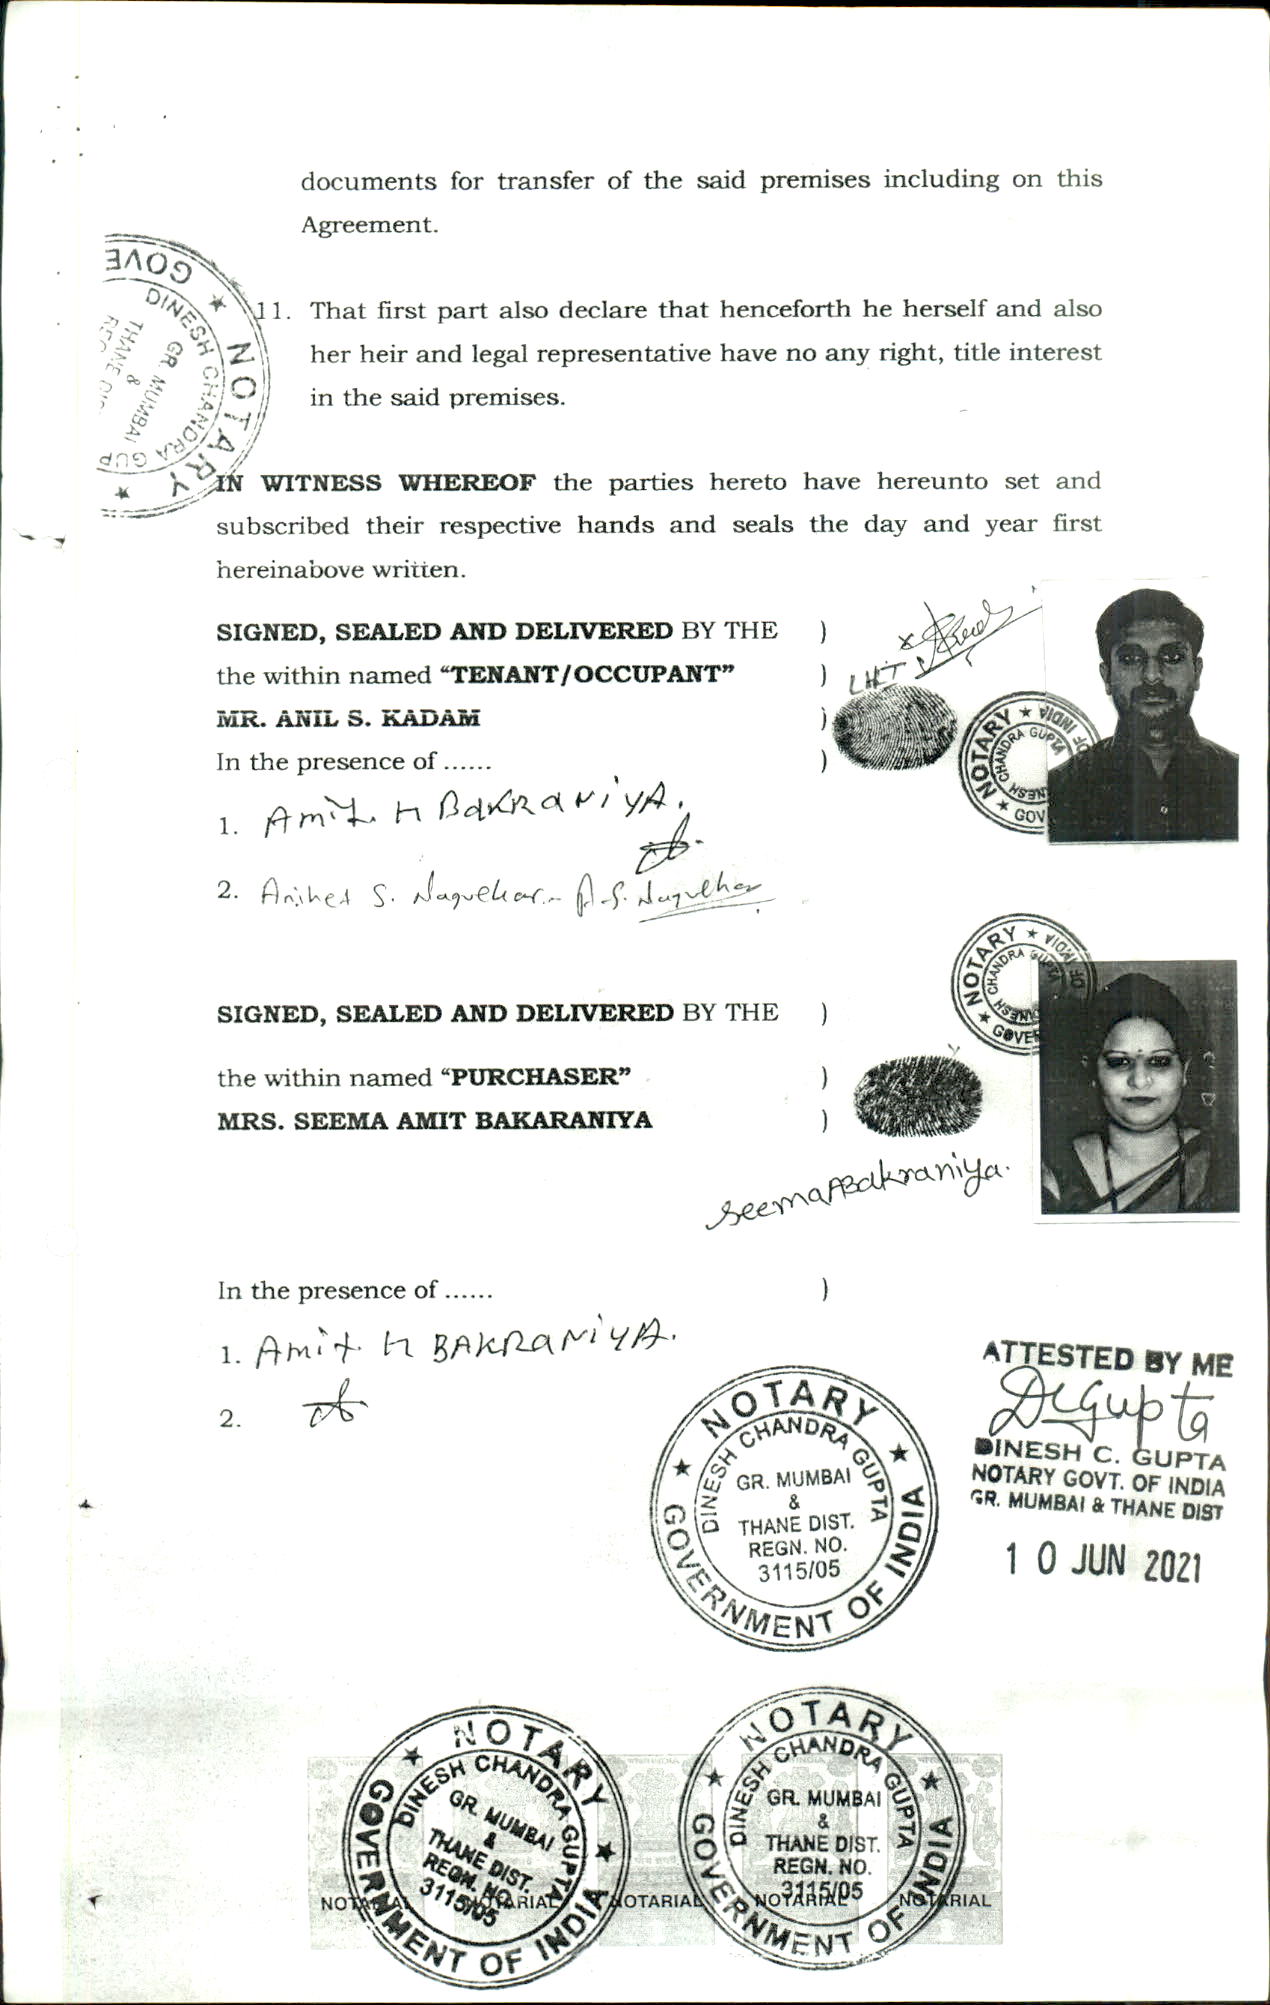 documents for transfer of the said premises including on this
Agreement.
11. That first part also declare that henceforth he herself and also
her heir and legal representative have no any right, title interest
in the said premises.
IN WITNESS WHEREOF the parties hereto have hereunto set and
subscribed their respective hands and seals the day and year first
hereinabove written.
SIGNED, SEALED AND DELIVERED BY THE )
the within named “TENANT/OCCUPANT” )
MR. ANIL S. KADAM )
In the presence of ...... )
LHT
1. Amit H BAKRANIYA.
2. Aniket S. Nagvekar
SIGNED, SEALED AND DELIVERED BY THE )
the within named “PURCHASER” )
MRS. SEEMA AMIT BAKARANIYA )
SeemaABakraniya.
In the presence of ...... )
1. Amit H BAKRANIYA.
2.
ATTESTED BY ME
DCGupta
DINESH C. GUPTA
NOTARY GOVT. OF INDIA
GR. MUMBAI & THANE DIST
10 JUN 2021
NOTARY
DINESH CHANDRA GUPTA
GR. MUMBAI
&
THANE DIST.
REGN. NO.
3115/05
GOVERNMENT OF INDIA
NOTARY
DINESH CHANDRA GUPTA
GR. MUMBAI
&
THANE DIST.
REGN. NO.
3115/05
GOVERNMENT OF INDIA
NOTARY
DINESH CHANDRA GUPTA
GR. MUMBAI
&
THANE DIST.
REGN. NO.
3115/05
GOVERNMENT OF INDIA
NOTARIAL NOTARIAL NOTARIAL NOTARIAL NOTARIAL